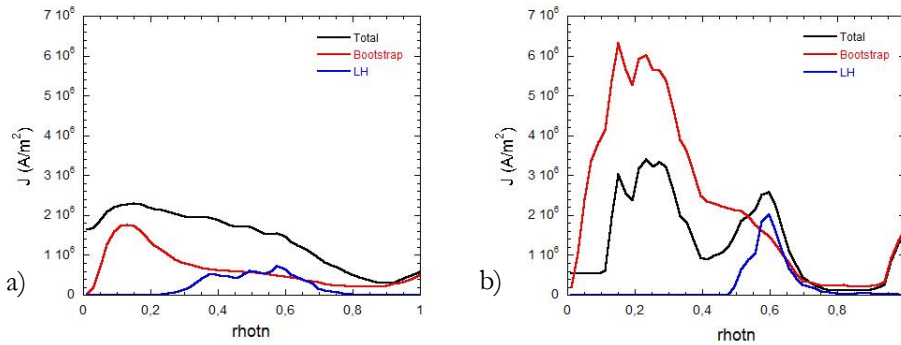 7 10⁶
6 10⁶
5 10⁶
4 10⁶
3 10⁶
2 10⁶
1 10⁶
0
J (A/m²)
Total
Bootstrap
LH
a)
0 0,2 0,4 0,6 0,8 1
rhotn
7 10⁶
6 10⁶
5 10⁶
4 10⁶
3 10⁶
2 10⁶
1 10⁶
0
J (A/m²)
Total
Bootstrap
LH
b)
0 0,2 0,4 0,6 0,8
rhotn